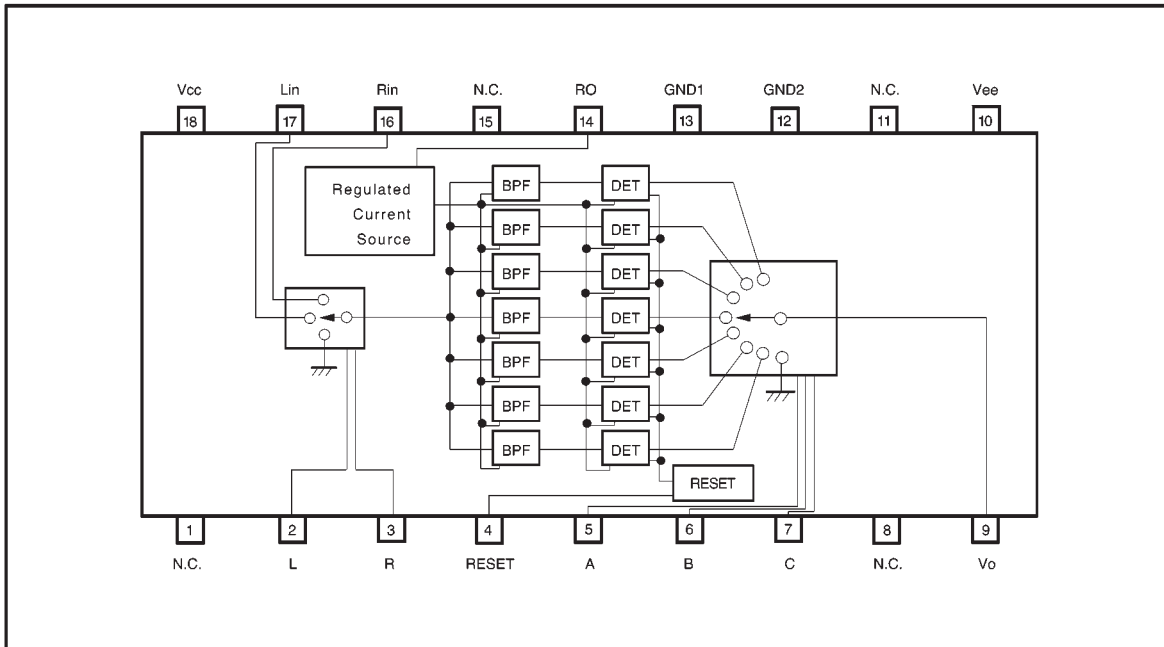 Vcc Lin Rin N.C. RO GND1 GND2 N.C. Vee
18 17 16 15 14 13 12 11 10
Regulated
Current
Source
BPF DET
BPF DET
BPF DET
BPF DET
BPF DET
BPF DET
BPF DET
RESET
1 2 3 4 5 6 7 8 9
N.C. L R RESET A B C N.C. Vo